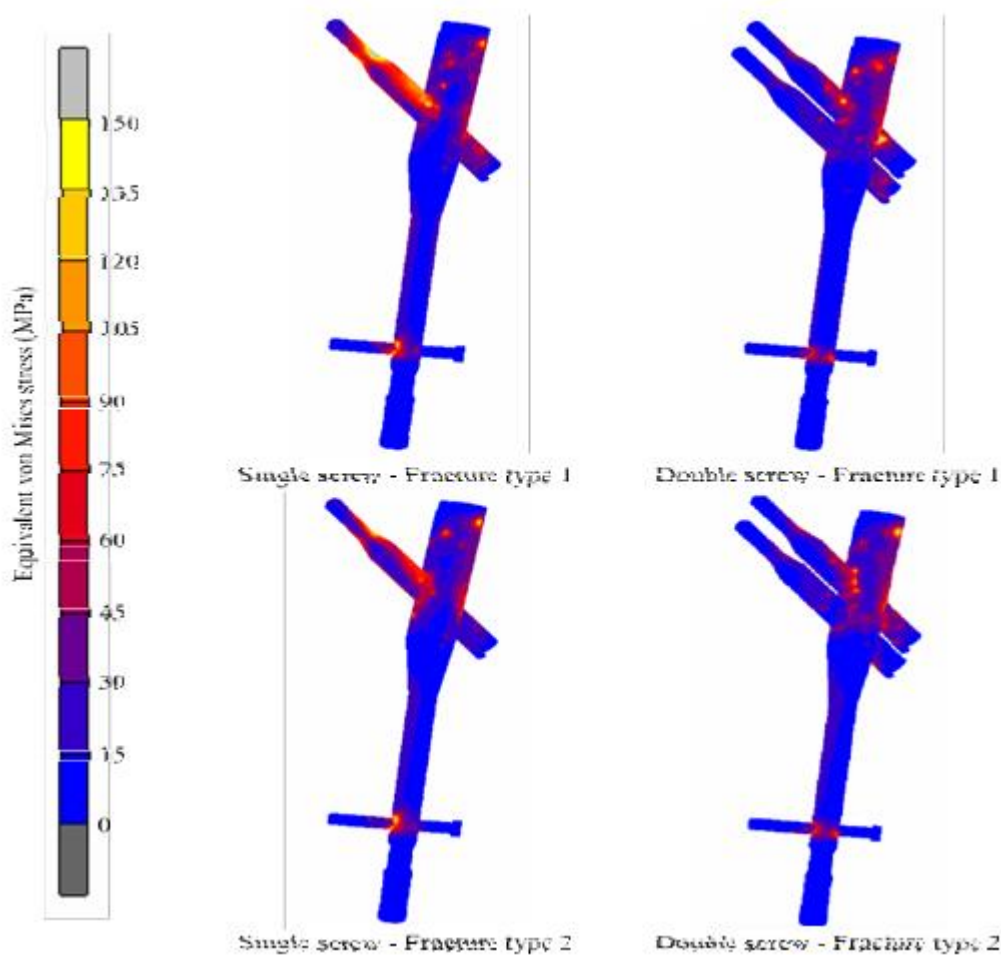 Equivalent von Mises stress (MPa)
150
135
120
105
90
75
60
45
30
15
0
Single screw - Fracture type 1
Double screw - Fracture type 1
Single screw - Fracture type 2
Double screw - Fracture type 2